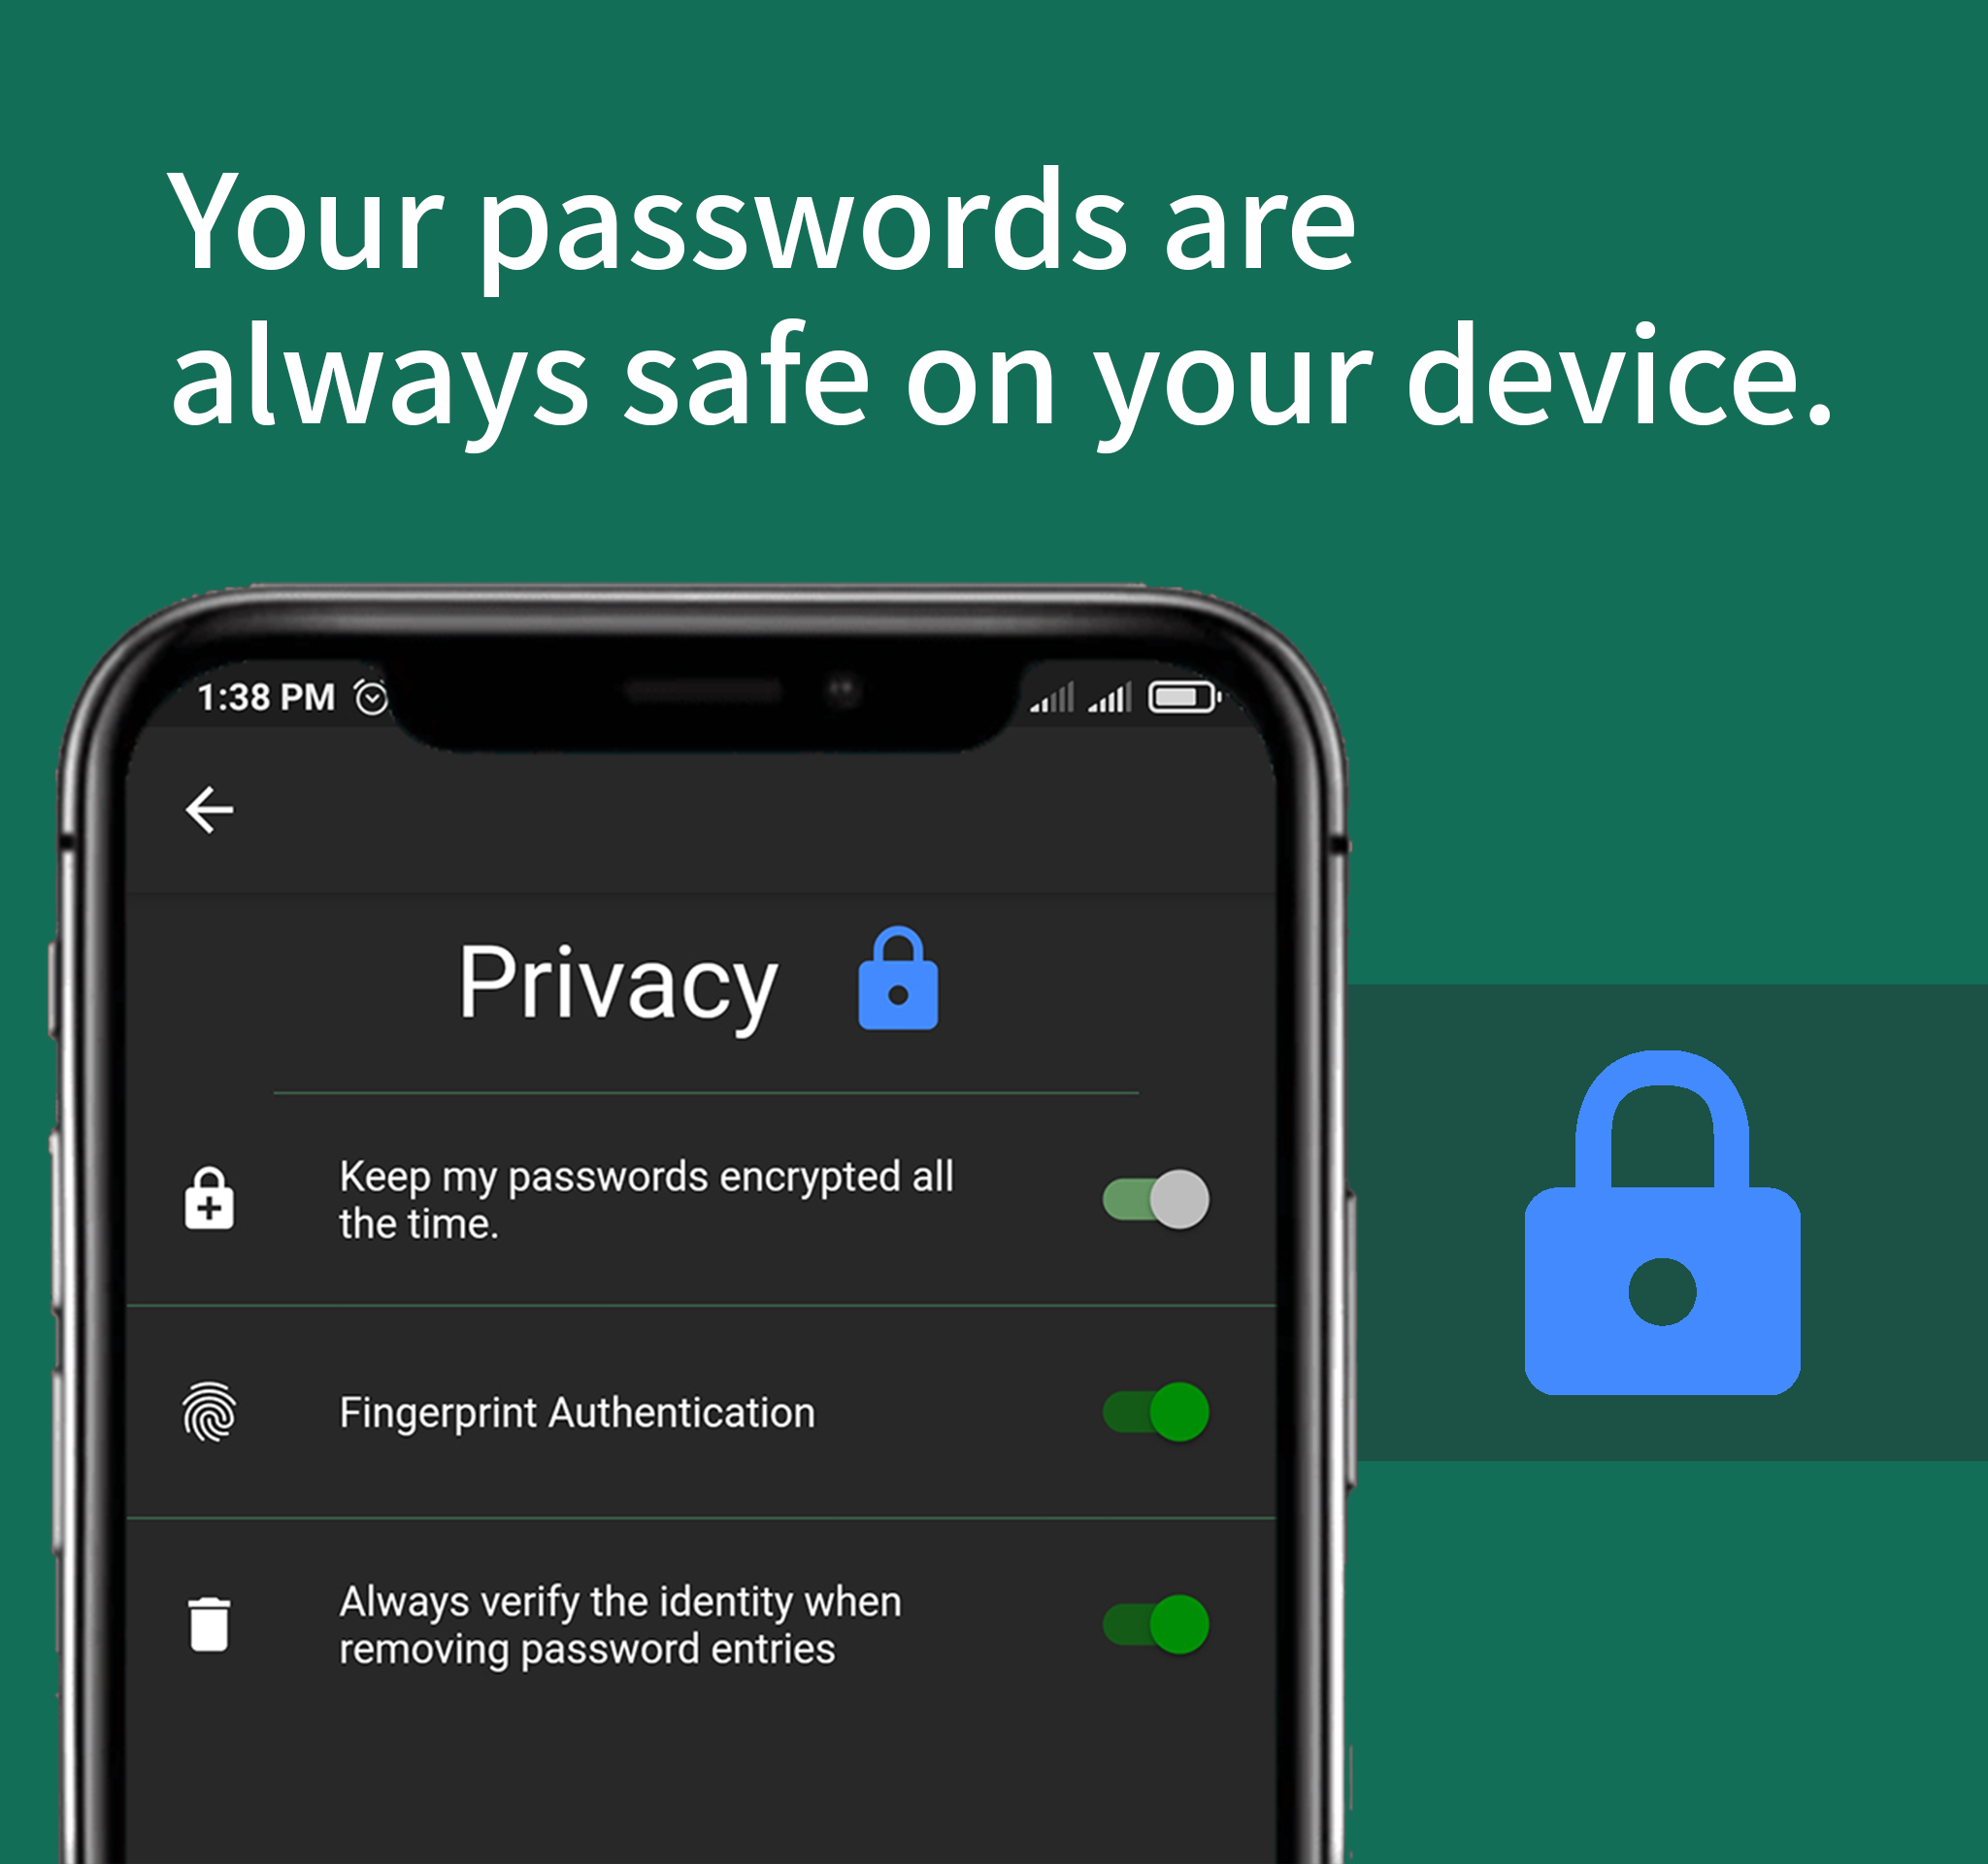 Your passwords are
always safe on your device.
1:38 PM
Privacy
Keep my passwords encrypted all
the time.
Fingerprint Authentication
Always verify the identity when
removing password entries